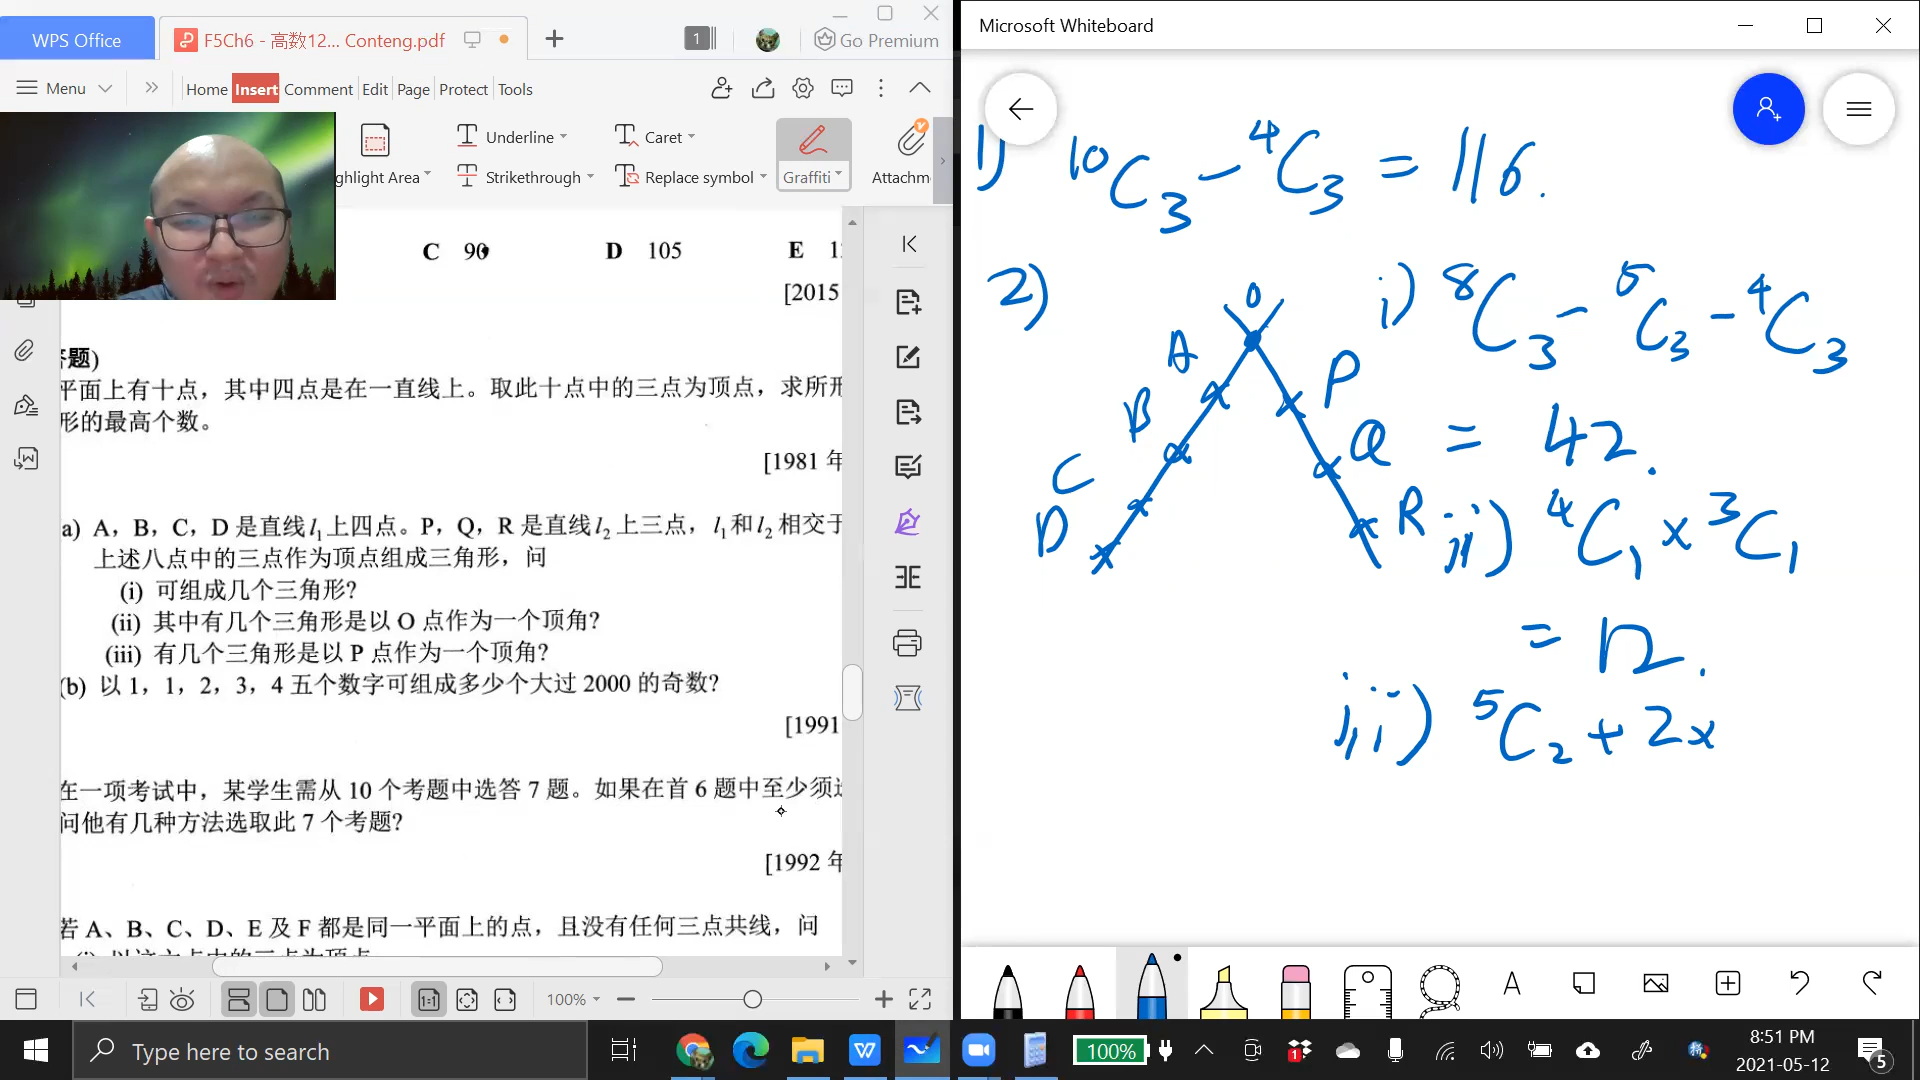 WPS Office
F5Ch6 - 高数12... Conteng.pdf
1
Go Premium
Menu
Home Insert Comment Edit Page Protect Tools
ghlight Area
Underline
Strikethrough
Caret
Replace symbol
Graffiti
Attachm
C 90 D 105 E 1
[2015
答题)
平面上有十点，其中四点是在一直线上。取此十点中的三点为顶点，求所形
形的最高个数。
[1981 年
a) A，B，C，D 是直线 l₁ 上四点。P，Q，R 是直线 l₂ 上三点， l₁ 和 l₂ 相交于
上述八点中的三点作为顶点组成三角形，问
(i) 可组成几个三角形?
(ii) 其中有几个三角形是以 O 点作为一个顶角?
(iii) 有几个三角形是以 P 点作为一个顶角?
(b) 以 1，1，2，3，4 五个数字可组成多少个大过 2000 的奇数?
[1991
在一项考试中，某学生需从 10 个考题中选答 7 题。如果在首 6 题中至少须
问他有几种方法选取此 7 个考题?
[1992 年
若 A、B、C、D、E 及 F 都是同一平面上的点，且没有任何三点共线，问
100%
Type here to search
Microsoft Whiteboard
1) ¹⁰C₃ - ⁴C₃ = 116.
2)
O
A
B
C
D
P
Q
R
i) ⁸C₃ - ⁵C₃ - ⁴C₃
= 42.
ii) ⁴C₁ × ³C₁
= 12.
iii) ⁵C₂ + 2×
A
100%
1
8:51 PM
2021-05-12
5